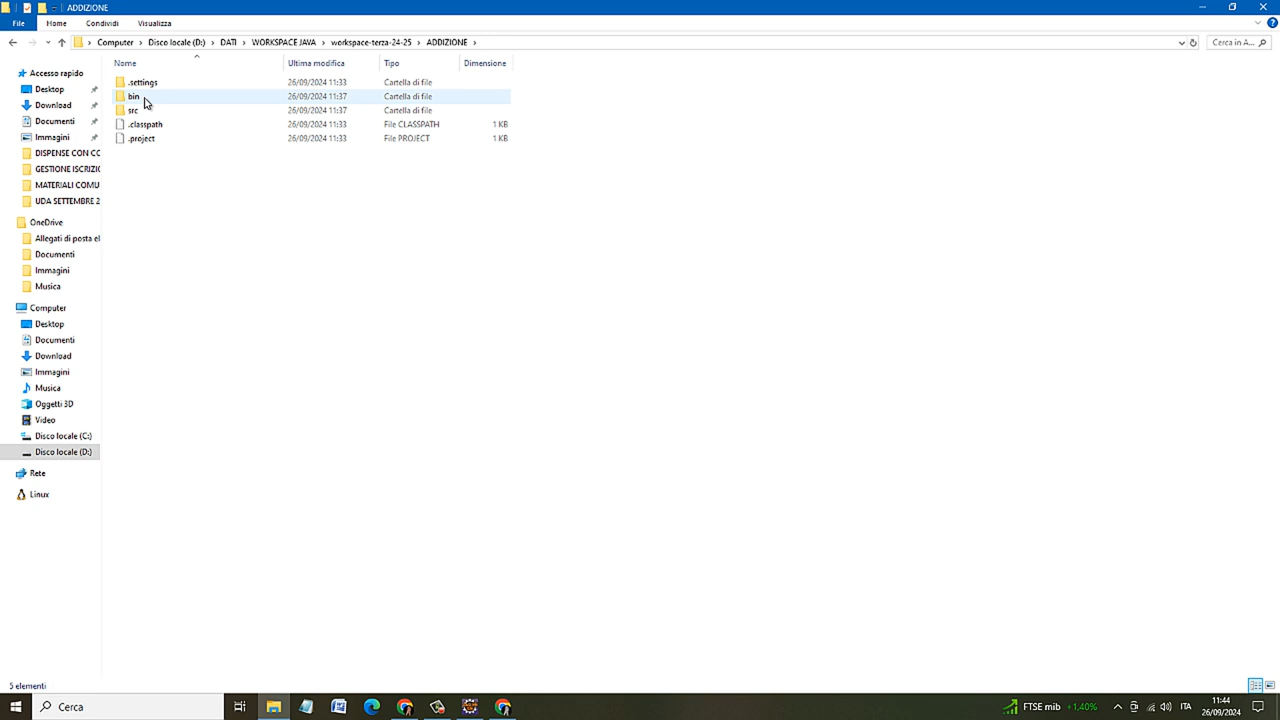 ADDIZIONE
File Home Condividi Visualizza
Computer Disco locale (D:) DATI WORKSPACE JAVA workspace-terza-24-25 ADDIZIONE
Cerca in A...
Nome Ultima modifica Tipo Dimensione
.settings 26/09/2024 11:33 Cartella di file
bin 26/09/2024 11:37 Cartella di file
src 26/09/2024 11:37 Cartella di file
.classpath 26/09/2024 11:33 File CLASSPATH 1 KB
.project 26/09/2024 11:33 File PROJECT 1 KB
Accesso rapido
Desktop
Download
Documenti
Immagini
DISPENSE CON CC
GESTIONE ISCRIZIC
MATERIALI COMU
UDA SETTEMBRE 2
OneDrive
Allegati di posta el
Documenti
Immagini
Musica
Computer
Desktop
Documenti
Download
Immagini
Musica
Oggetti 3D
Video
Disco locale (C:)
Disco locale (D:)
Rete
Linux
5 elementi
Cerca
FTSE mib +1,40%
ITA
11:44
26/09/2024